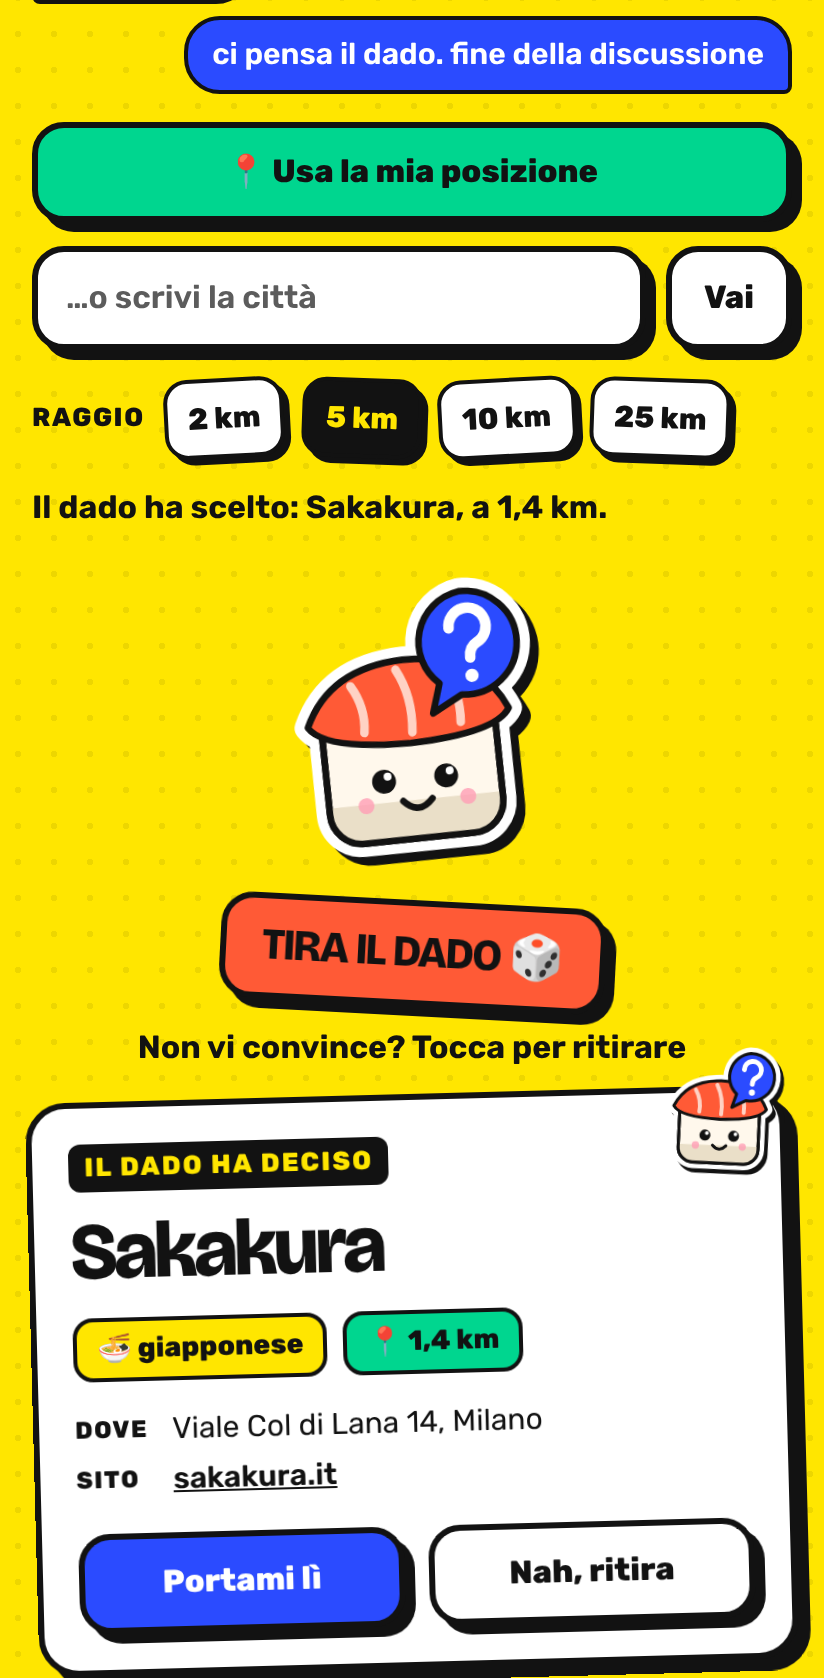 ci pensa il dado. fine della discussione
📍 Usa la mia posizione
...o scrivi la città
Vai
RAGGIO
2 km
5 km
10 km
25 km
Il dado ha scelto: Sakakura, a 1,4 km.
?
TIRA IL DADO 🎲
Non vi convince? Tocca per ritirare
?
IL DADO HA DECISO
Sakakura
🍜 giapponese
📍 1,4 km
DOVE Viale Col di Lana 14, Milano
SITO sakakura.it
Portami lì
Nah, ritira